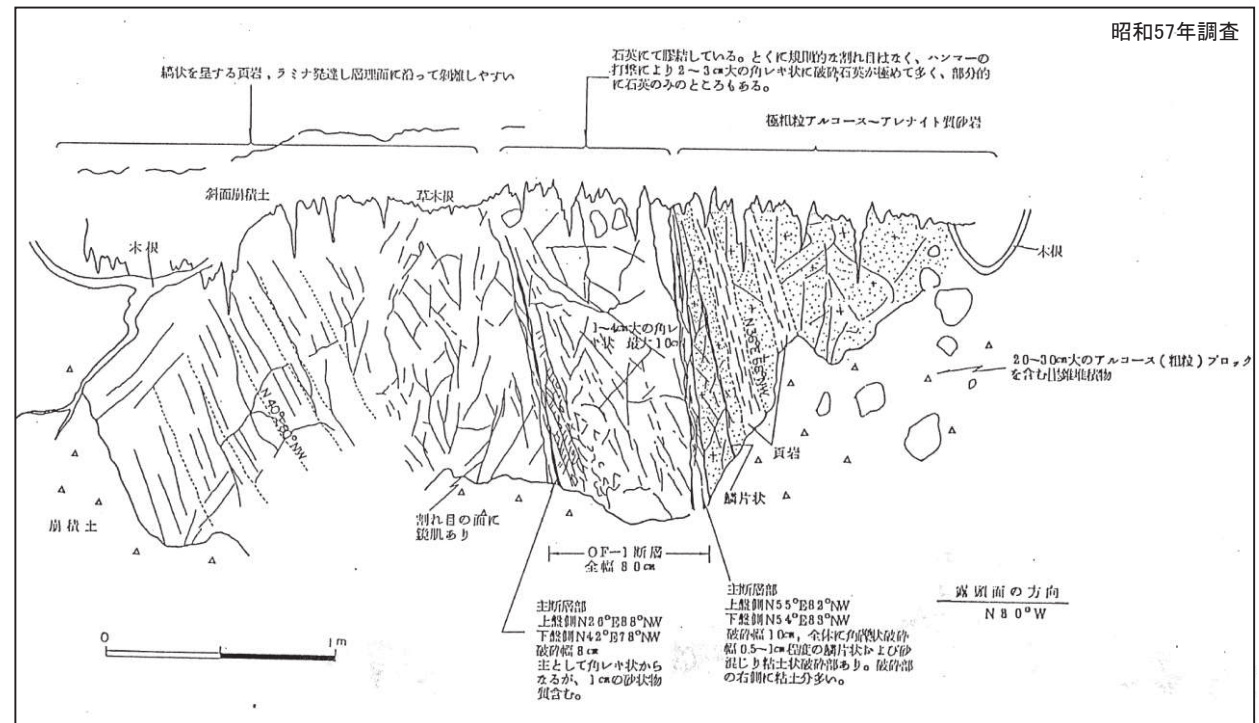 昭和57年調査
縞状を呈する頁岩，ラミナ発達し層理面に沿って剥離しやすい
石英にて膠結している。とくに規則的な割れ目はなく、ハンマーの
打撃により2～3cm大の角レキ状に破砕石英が極めて多く、部分的
に石英のみのところもある。
極粗粒アルコース～アレナイト質砂岩
斜面崩積土
草木根
木根
木根
1～4cm大の角レ
キ状 最大10cm
N40°E80°NW
N36°E68°NW
20～30cm大のアルコース(粗粒)ブロック
を含む崖錐堆積物
頁岩
鱗片状
崩積土
割れ目の面に
鏡肌あり
OF-1断層
全幅80cm
主断層部
上盤側N26°E88°NW
下盤側N42°E78°NW
破砕幅8cm
主として角レキ状から
なるが、1cmの砂状物
質含む。
主断層部
上盤側N55°E82°NW
下盤側N54°E83°NW
破砕幅10cm，全体に角礫状破砕
幅0.5～1cm程度の鱗片状および砂
混じり粘土状破砕部あり。破砕部
の右側に粘土分多い。
露頭面の方向
N80°W
0
1m